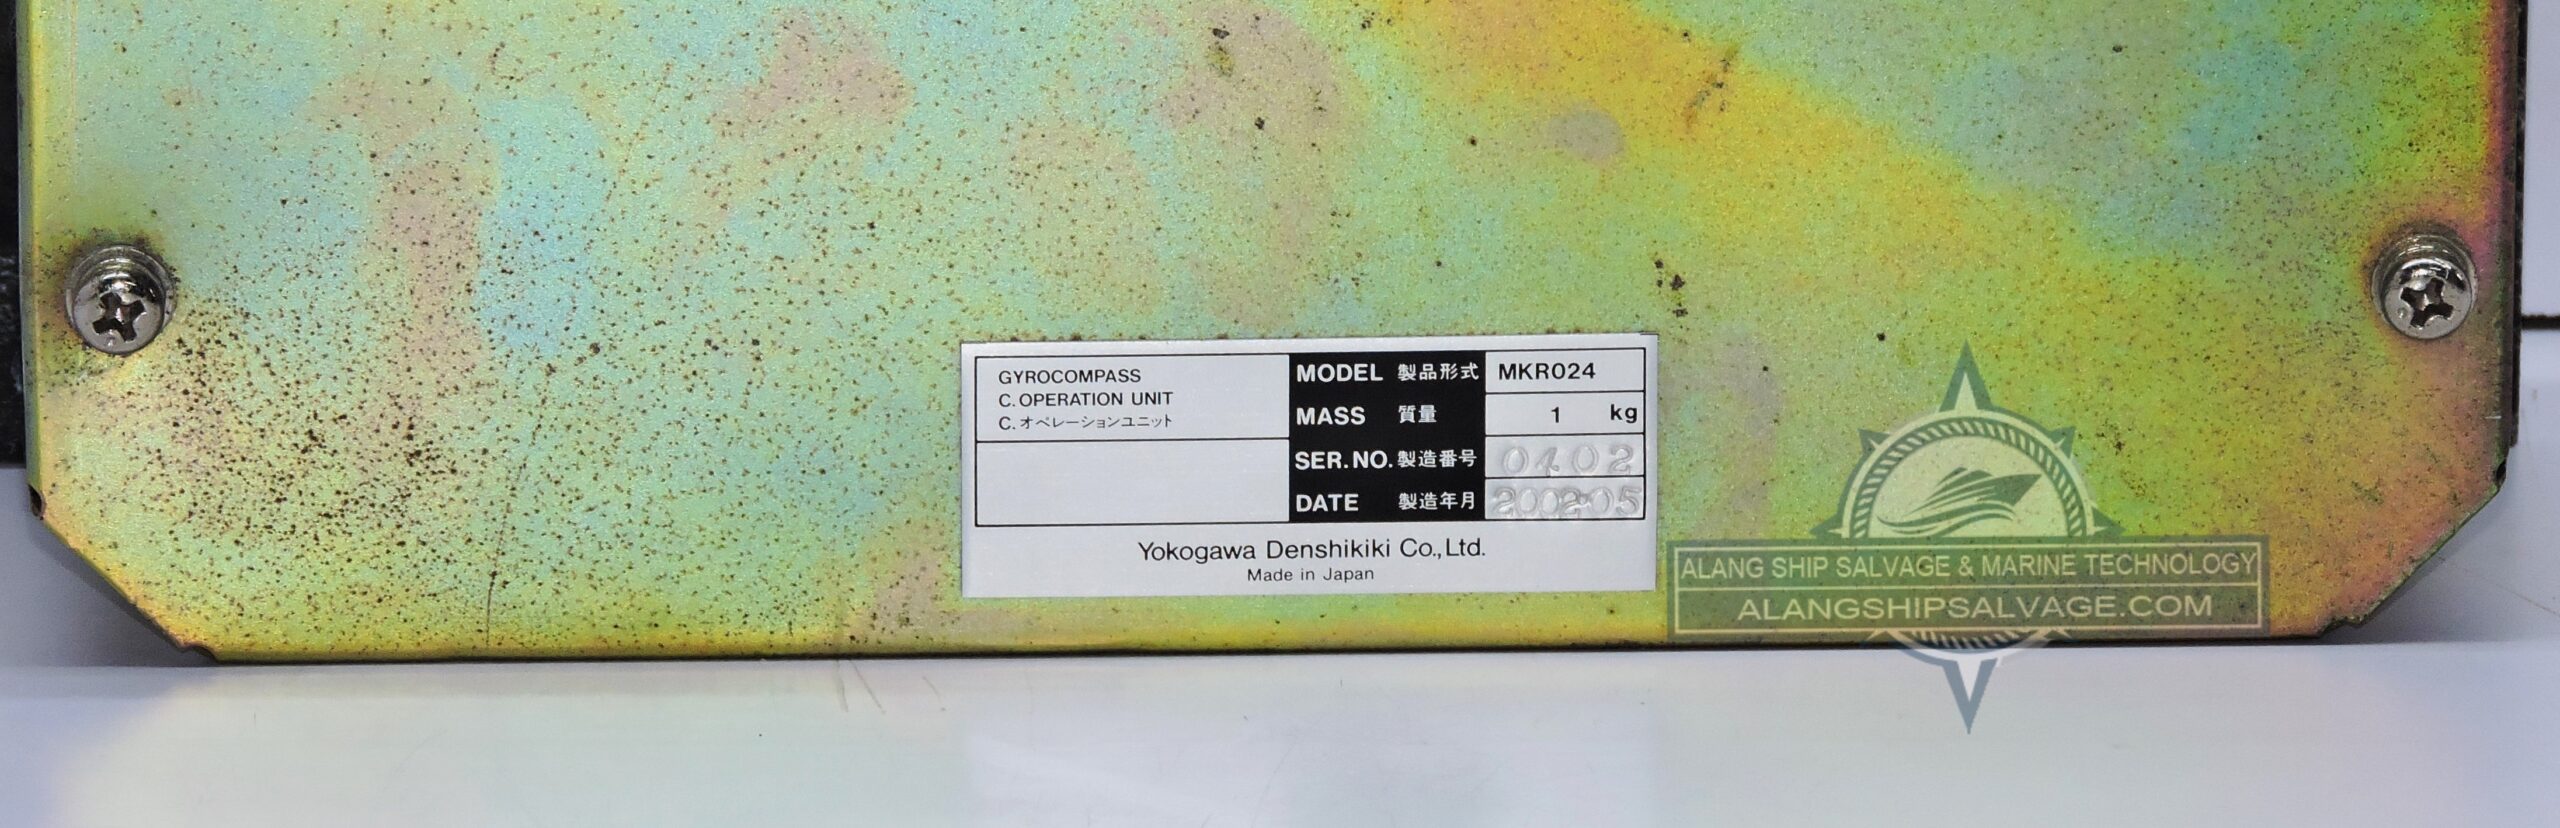 GYROCOMPASS
C. OPERATION UNIT
C. オペレーションユニット
MODEL 製品形式 MKR024
MASS 質量 1 kg
SER.NO. 製造番号 0402
DATE 製造年月 2002·05
Yokogawa Denshikiki Co.,Ltd.
Made in Japan
ALANG SHIP SALVAGE & MARINE TECHNOLOGY
ALANGSHIPSALVAGE.COM